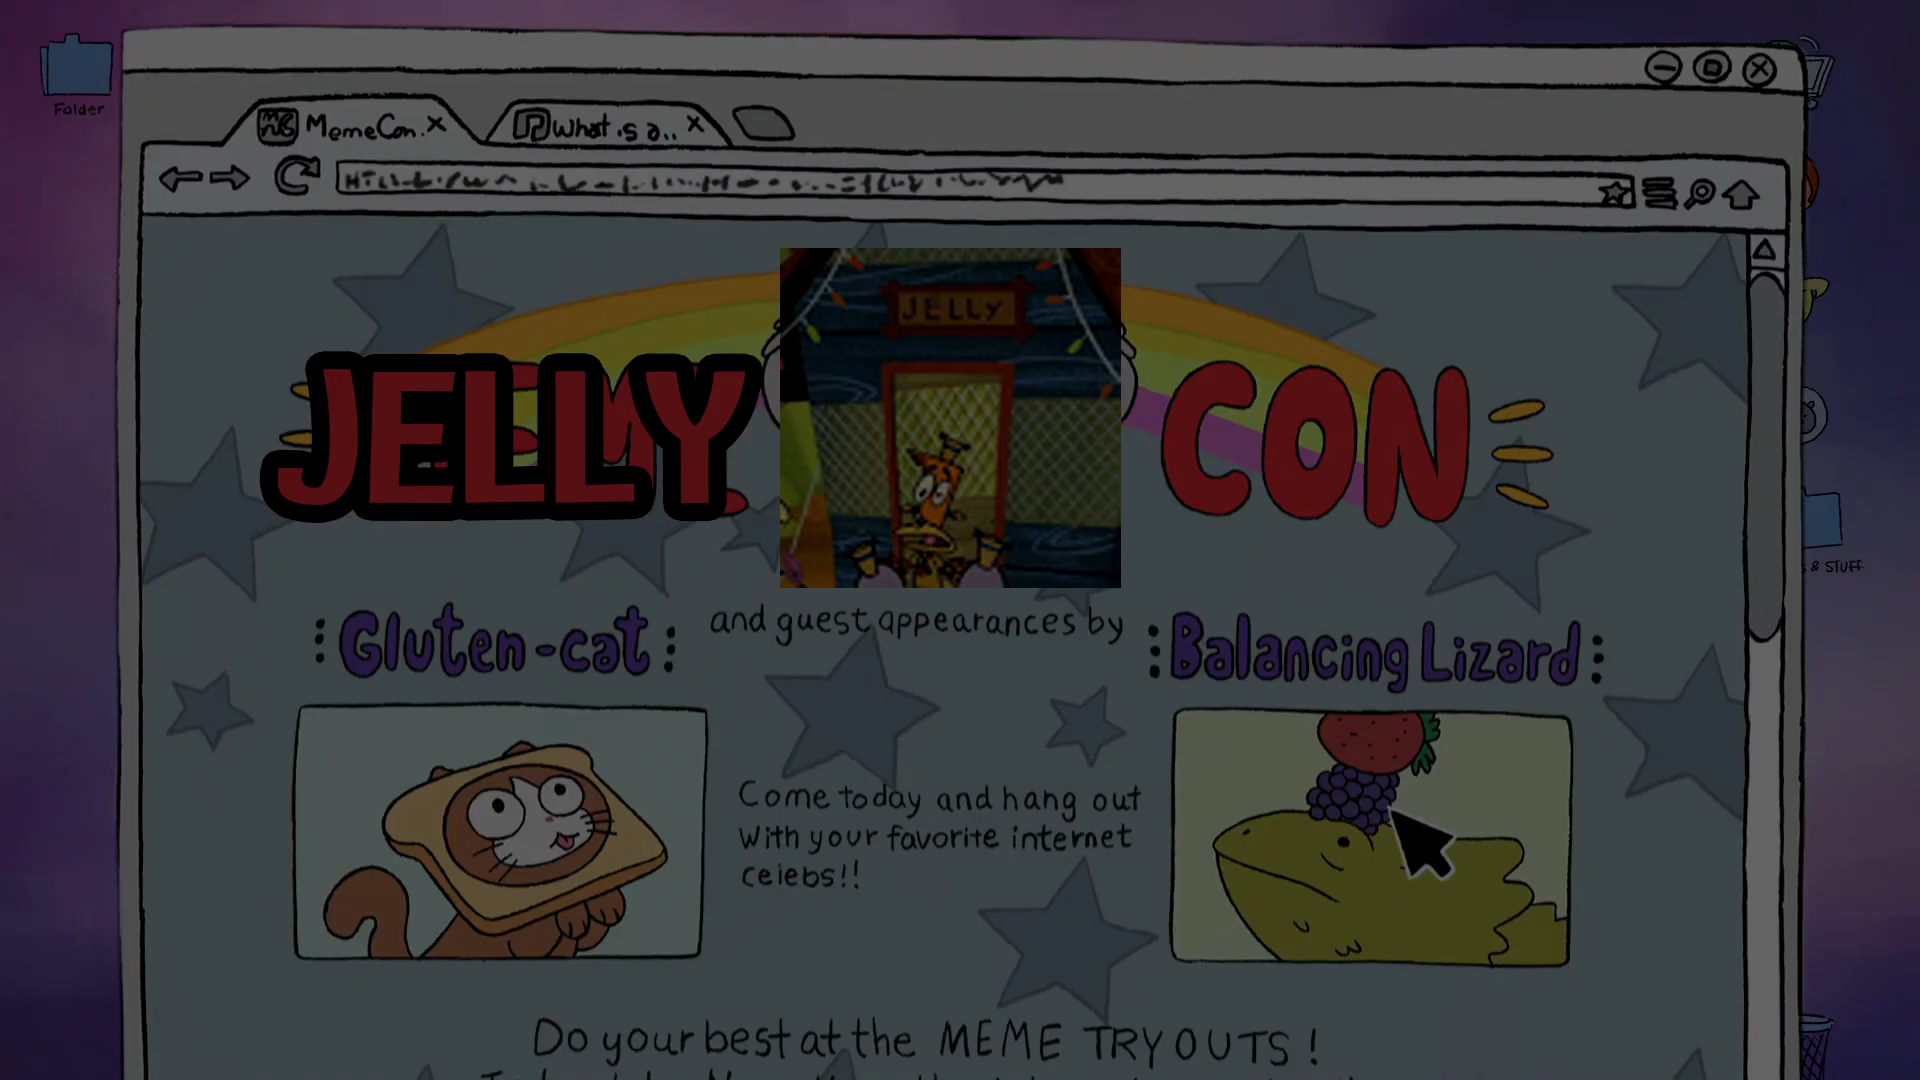 Folder
MemeCon.
What is a..
JELLY
JELLY CON
Gluten-cat
and guest appearances by
Balancing Lizard
Come today and hang out
With your favorite internet
celebs!!
& STUFF
Do your best at the MEME TRYOUTS!